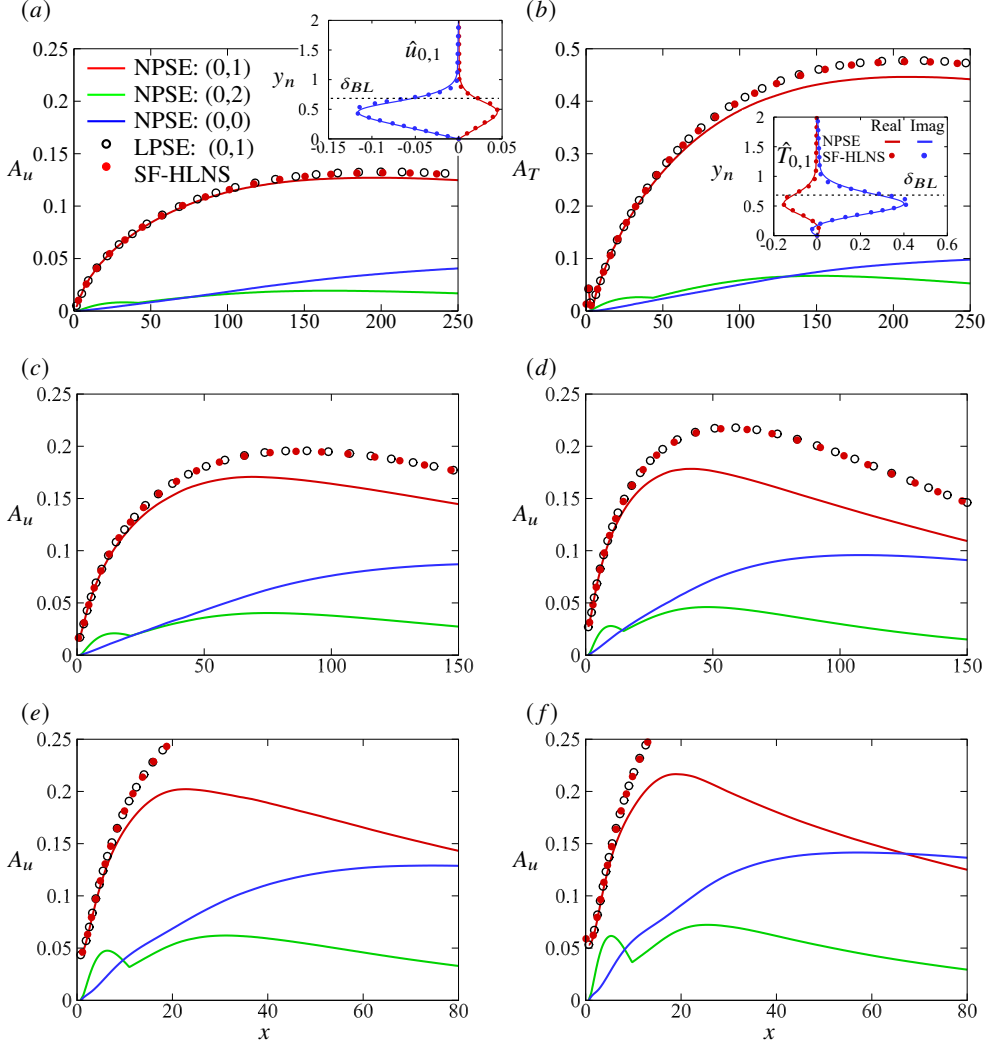 (a)
0.25
0.20
0.15
A_u
0.10
0.05
0
0 50 100 150 200 250
NPSE: (0,1)
NPSE: (0,2)
NPSE: (0,0)
LPSE: (0,1)
SF-HLNS
2
1.5
y_n 1
0.5
0
-0.15 -0.1 -0.05 0 0.05
û_{0,1}
δ_{BL}
(b)
0.5
0.4
0.3
A_T
0.2
0.1
0
0 50 100 150 200 250
Real Imag
NPSE
SF-HLNS
2
1.5
y_n 1
0.5
0
-0.2 0 0.2 0.4 0.6
T̂_{0,1}
δ_{BL}
(c)
0.25
0.2
0.15
A_u
0.1
0.05
0
0 50 100 150
(d)
0.25
0.2
0.15
A_u
0.1
0.05
0
0 50 100 150
(e)
0.25
0.2
0.15
A_u
0.1
0.05
0
0 20 40 60 80
x
(f)
0.25
0.2
0.15
A_u
0.1
0.05
0
0 20 40 60 80
x